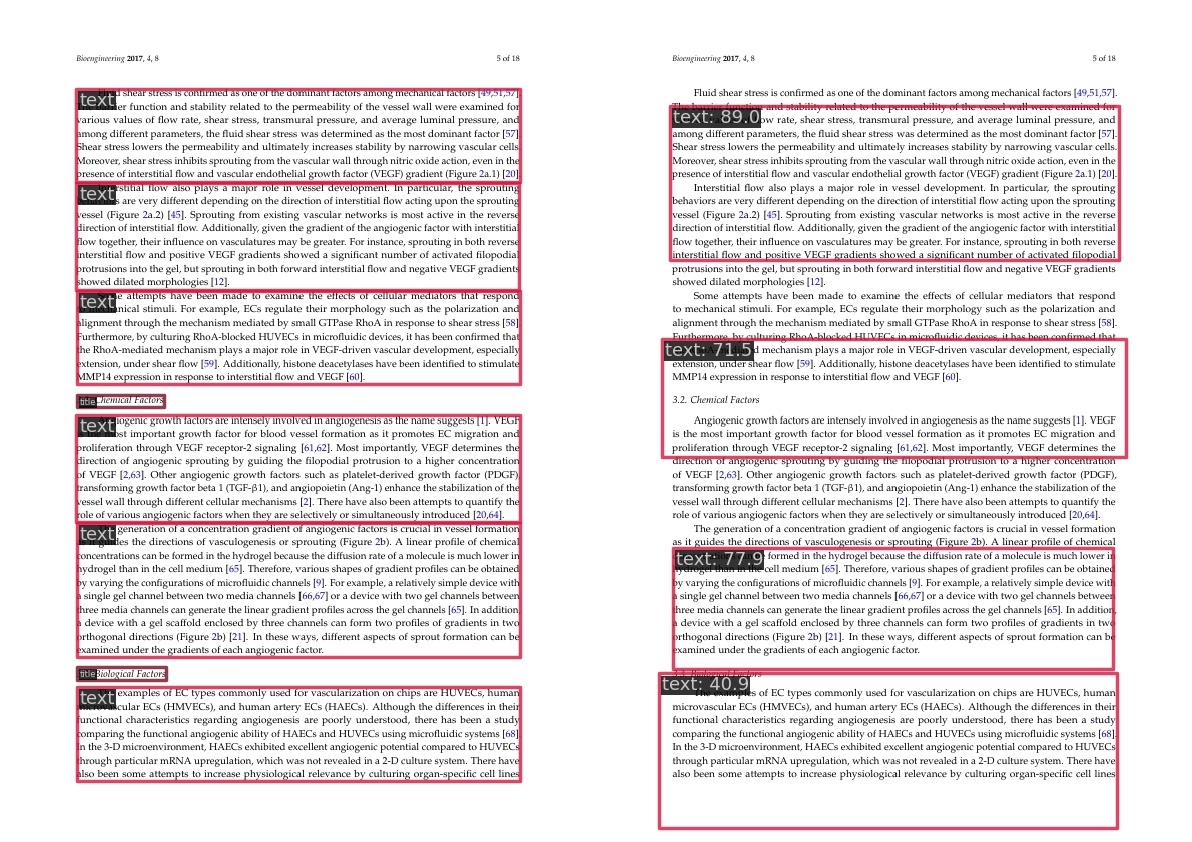 Bioengineering 2017, 4, 8 5 of 18
text
shear stress is confirmed as one of the dominant factors among mechanical factors [49,51,57].
function and stability related to the permeability of the vessel wall were examined for
various values of flow rate, shear stress, transmural pressure, and average luminal pressure, and
among different parameters, the fluid shear stress was determined as the most dominant factor [57].
Shear stress lowers the permeability and ultimately increases stability by narrowing vascular cells.
Moreover, shear stress inhibits sprouting from the vascular wall through nitric oxide action, even in the
presence of interstitial flow and vascular endothelial growth factor (VEGF) gradient (Figure 2a.1) [20].
text
flow also plays a major role in vessel development. In particular, the sprouting
are very different depending on the direction of interstitial flow acting upon the sprouting
vessel (Figure 2a.2) [45]. Sprouting from existing vascular networks is most active in the reverse
direction of interstitial flow. Additionally, given the gradient of the angiogenic factor with interstitial
flow together, their influence on vasculatures may be greater. For instance, sprouting in both reverse
interstitial flow and positive VEGF gradients showed a significant number of activated filopodial
protrusions into the gel, but sprouting in both forward interstitial flow and negative VEGF gradients
showed dilated morphologies [12].
text
attempts have been made to examine the effects of cellular mediators that respond
stimuli. For example, ECs regulate their morphology such as the polarization and
alignment through the mechanism mediated by small GTPase RhoA in response to shear stress [58].
Furthermore, by culturing RhoA-blocked HUVECs in microfluidic devices, it has been confirmed that
the RhoA-mediated mechanism plays a major role in VEGF-driven vascular development, especially
extension, under shear flow [59]. Additionally, histone deacetylases have been identified to stimulate
MMP14 expression in response to interstitial flow and VEGF [60].
title Chemical Factors
text
growth factors are intensely involved in angiogenesis as the name suggests [1]. VEGF
most important growth factor for blood vessel formation as it promotes EC migration and
proliferation through VEGF receptor-2 signaling [61,62]. Most importantly, VEGF determines the
direction of angiogenic sprouting by guiding the filopodial protrusion to a higher concentration
of VEGF [2,63]. Other angiogenic growth factors such as platelet-derived growth factor (PDGF),
transforming growth factor beta 1 (TGF-β1), and angiopoietin (Ang-1) enhance the stabilization of the
vessel wall through different cellular mechanisms [2]. There have also been attempts to quantify the
role of various angiogenic factors when they are selectively or simultaneously introduced [20,64].
text
generation of a concentration gradient of angiogenic factors is crucial in vessel formation
guides the directions of vasculogenesis or sprouting (Figure 2b). A linear profile of chemical
concentrations can be formed in the hydrogel because the diffusion rate of a molecule is much lower in
hydrogel than in the cell medium [65]. Therefore, various shapes of gradient profiles can be obtained
by varying the configurations of microfluidic channels [9]. For example, a relatively simple device with
a single gel channel between two media channels [66,67] or a device with two gel channels between
three media channels can generate the linear gradient profiles across the gel channels [65]. In addition,
a device with a gel scaffold enclosed by three channels can form two profiles of gradients in two
orthogonal directions (Figure 2b) [21]. In these ways, different aspects of sprout formation can be
examined under the gradients of each angiogenic factor.
title Biological Factors
text
examples of EC types commonly used for vascularization on chips are HUVECs, human
ECs (HMVECs), and human artery ECs (HAECs). Although the differences in their
functional characteristics regarding angiogenesis are poorly understood, there has been a study
comparing the functional angiogenic ability of HAECs and HUVECs using microfluidic systems [68].
In the 3-D microenvironment, HAECs exhibited excellent angiogenic potential compared to HUVECs
through particular mRNA upregulation, which was not revealed in a 2-D culture system. There have
also been some attempts to increase physiological relevance by culturing organ-specific cell lines
Bioengineering 2017, 4, 8 5 of 18
Fluid shear stress is confirmed as one of the dominant factors among mechanical factors [49,51,57].
The barrier function and stability related to the permeability of the vessel wall were examined for
text: 89.0
flow rate, shear stress, transmural pressure, and average luminal pressure, and
among different parameters, the fluid shear stress was determined as the most dominant factor [57].
Shear stress lowers the permeability and ultimately increases stability by narrowing vascular cells.
Moreover, shear stress inhibits sprouting from the vascular wall through nitric oxide action, even in the
presence of interstitial flow and vascular endothelial growth factor (VEGF) gradient (Figure 2a.1) [20].
Interstitial flow also plays a major role in vessel development. In particular, the sprouting
behaviors are very different depending on the direction of interstitial flow acting upon the sprouting
vessel (Figure 2a.2) [45]. Sprouting from existing vascular networks is most active in the reverse
direction of interstitial flow. Additionally, given the gradient of the angiogenic factor with interstitial
flow together, their influence on vasculatures may be greater. For instance, sprouting in both reverse
interstitial flow and positive VEGF gradients showed a significant number of activated filopodial
protrusions into the gel, but sprouting in both forward interstitial flow and negative VEGF gradients
showed dilated morphologies [12].
Some attempts have been made to examine the effects of cellular mediators that respond
to mechanical stimuli. For example, ECs regulate their morphology such as the polarization and
alignment through the mechanism mediated by small GTPase RhoA in response to shear stress [58].
Furthermore, by culturing RhoA-blocked HUVECs in microfluidic devices, it has been confirmed that
text: 71.5
mechanism plays a major role in VEGF-driven vascular development, especially
extension, under shear flow [59]. Additionally, histone deacetylases have been identified to stimulate
MMP14 expression in response to interstitial flow and VEGF [60].
3.2. Chemical Factors
Angiogenic growth factors are intensely involved in angiogenesis as the name suggests [1]. VEGF
is the most important growth factor for blood vessel formation as it promotes EC migration and
proliferation through VEGF receptor-2 signaling [61,62]. Most importantly, VEGF determines the
direction of angiogenic sprouting by guiding the filopodial protrusion to a higher concentration
of VEGF [2,63]. Other angiogenic growth factors such as platelet-derived growth factor (PDGF),
transforming growth factor beta 1 (TGF-β1), and angiopoietin (Ang-1) enhance the stabilization of the
vessel wall through different cellular mechanisms [2]. There have also been attempts to quantify the
role of various angiogenic factors when they are selectively or simultaneously introduced [20,64].
The generation of a concentration gradient of angiogenic factors is crucial in vessel formation
as it guides the directions of vasculogenesis or sprouting (Figure 2b). A linear profile of chemical
text: 77.9
formed in the hydrogel because the diffusion rate of a molecule is much lower in
hydrogel than in the cell medium [65]. Therefore, various shapes of gradient profiles can be obtained
by varying the configurations of microfluidic channels [9]. For example, a relatively simple device with
a single gel channel between two media channels [66,67] or a device with two gel channels between
three media channels can generate the linear gradient profiles across the gel channels [65]. In addition,
a device with a gel scaffold enclosed by three channels can form two profiles of gradients in two
orthogonal directions (Figure 2b) [21]. In these ways, different aspects of sprout formation can be
examined under the gradients of each angiogenic factor.
3.3. Biological Factors
text: 40.9
The examples of EC types commonly used for vascularization on chips are HUVECs, human
microvascular ECs (HMVECs), and human artery ECs (HAECs). Although the differences in their
functional characteristics regarding angiogenesis are poorly understood, there has been a study
comparing the functional angiogenic ability of HAECs and HUVECs using microfluidic systems [68].
In the 3-D microenvironment, HAECs exhibited excellent angiogenic potential compared to HUVECs
through particular mRNA upregulation, which was not revealed in a 2-D culture system. There have
also been some attempts to increase physiological relevance by culturing organ-specific cell lines